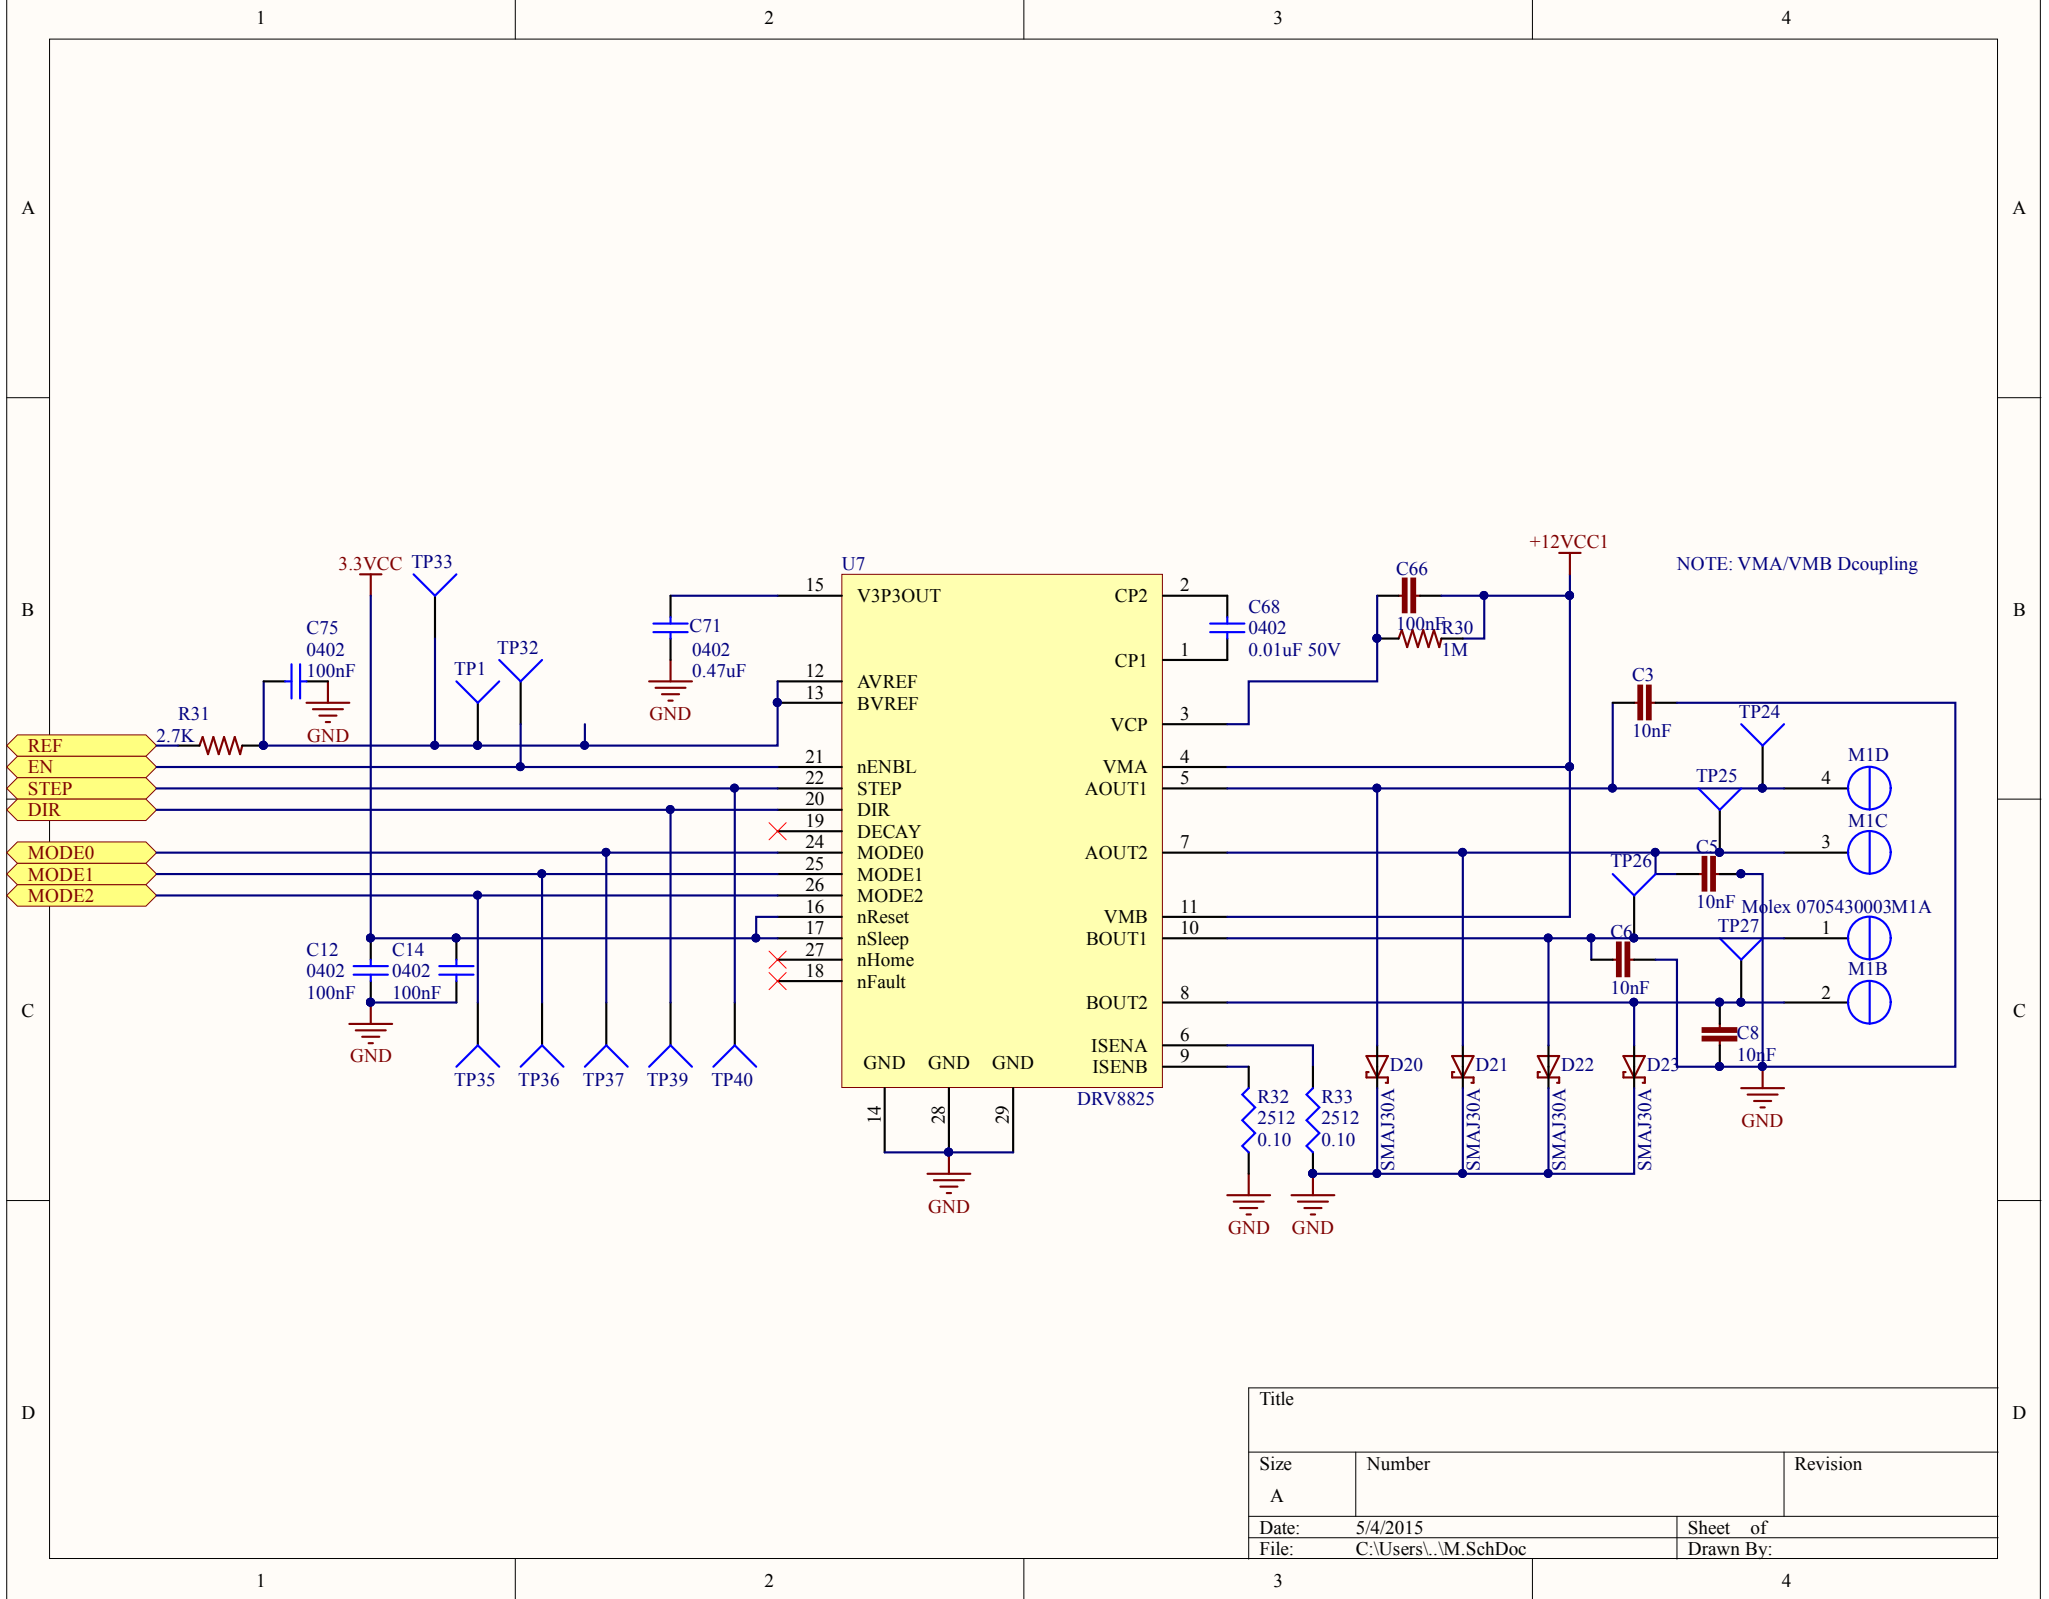 1 2 3 4
A A
B B
C C
D D
1 2 3 4
REF
EN
STEP
DIR
MODE0
MODE1
MODE2
R31
2.7K
C75
0402
100nF
GND
3.3VCC
TP33
TP1
TP32
C12
0402
100nF
C14
0402
100nF
GND
TP35
TP36
TP37
TP39
TP40
C71
0402
0.47uF
GND
U7
15 V3P3OUT
12 AVREF
13 BVREF
21 nENBL
22 STEP
20 DIR
19 DECAY
24 MODE0
25 MODE1
26 MODE2
16 nReset
17 nSleep
27 nHome
18 nFault
GND GND GND
14 28 29
GND
CP2 2
CP1 1
VCP 3
VMA 4
AOUT1 5
AOUT2 7
VMB 11
BOUT1 10
BOUT2 8
ISENA 6
ISENB 9
DRV8825
C68
0402
0.01uF 50V
C66
100nF
R30
1M
+12VCC1
NOTE: VMA/VMB Dcoupling
C3
10nF
TP24
TP25
M1D
4
M1C
3
C5
10nF
TP26
Molex 0705430003M1A
1
TP27
C6
10nF
M1B
2
C8
10nF
GND
R32
2512
0.10
GND
R33
2512
0.10
GND
D20
SMAJ30A
D21
SMAJ30A
D22
SMAJ30A
D23
SMAJ30A
Title
Size
A
Number
Revision
Date: 5/4/2015
Sheet of
File: C:\Users\..\M.SchDoc
Drawn By: